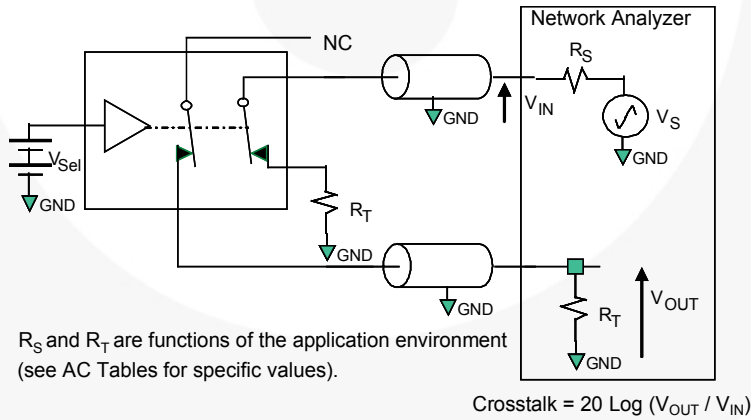 Network Analyzer
NC
R_S
V_IN
GND
V_S
GND
V_Sel
GND
R_T
GND
GND
V_OUT
R_T
GND
R_S and R_T are functions of the application environment
(see AC Tables for specific values).
Crosstalk = 20 Log (V_OUT / V_IN)